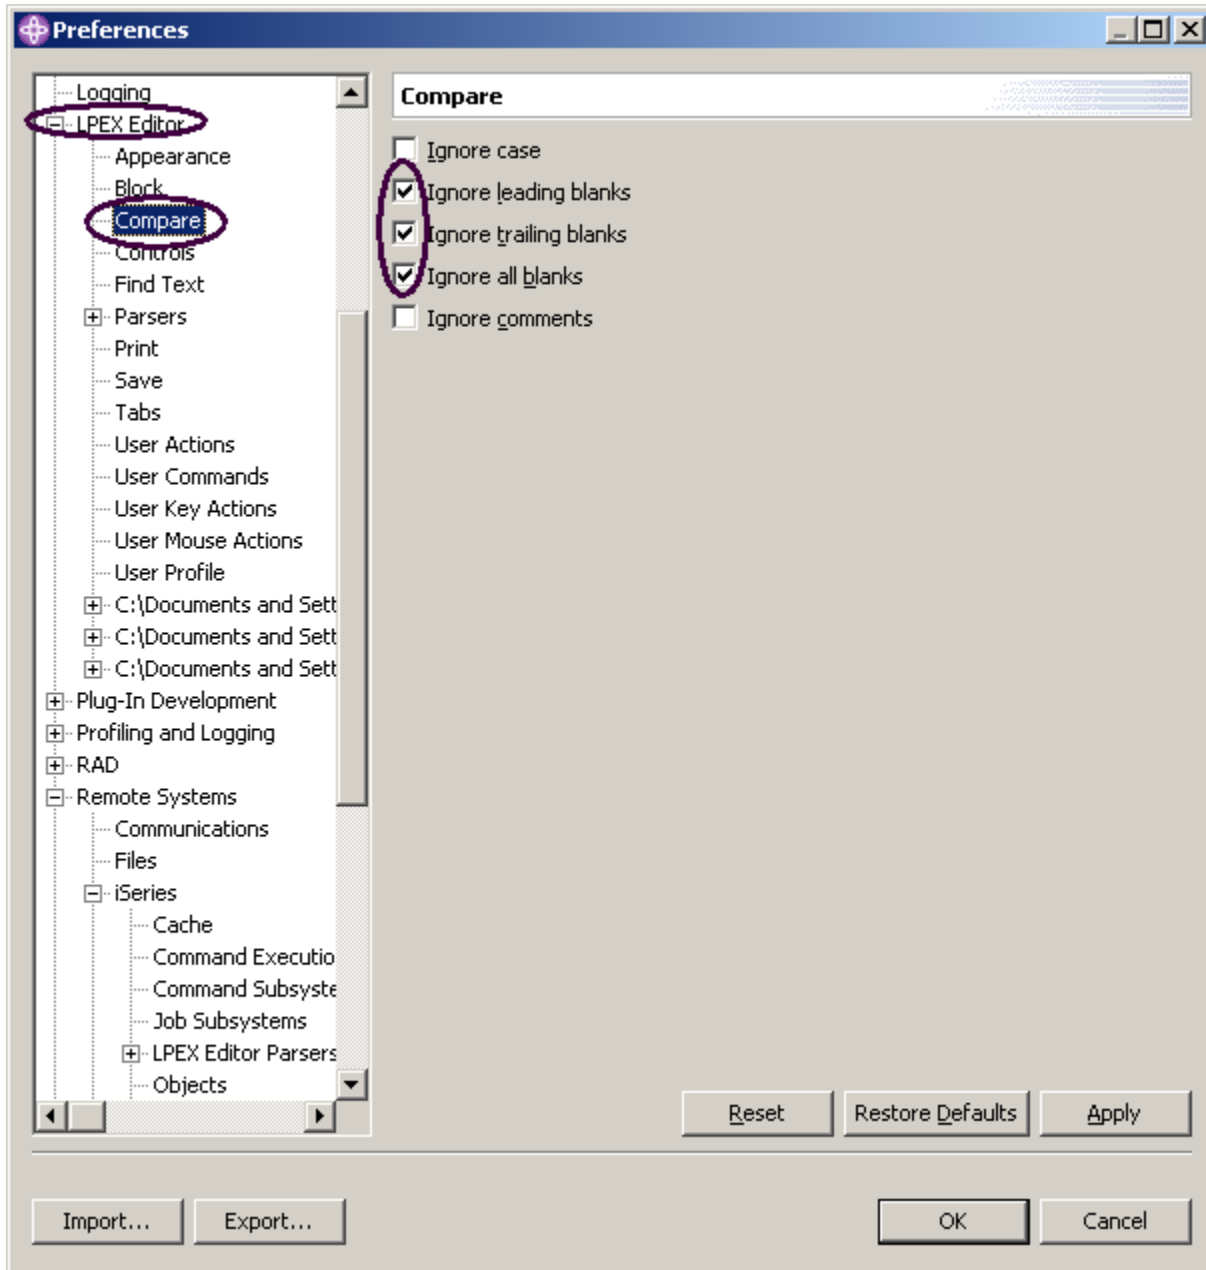 Preferences
Logging
LPEX Editor
Appearance
Block
Compare
Controls
Find Text
Parsers
Print
Save
Tabs
User Actions
User Commands
User Key Actions
User Mouse Actions
User Profile
C:\Documents and Sett
C:\Documents and Sett
C:\Documents and Sett
Plug-In Development
Profiling and Logging
RAD
Remote Systems
Communications
Files
iSeries
Cache
Command Executio
Command Subsyste
Job Subsystems
LPEX Editor Parsers
Objects
Compare
Ignore case
Ignore leading blanks
Ignore trailing blanks
Ignore all blanks
Ignore comments
Reset Restore Defaults Apply
Import... Export... OK Cancel